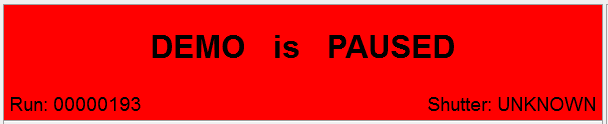 DEMO is PAUSED
Run: 00000193 Shutter: UNKNOWN